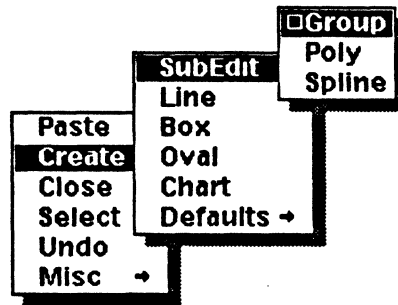 Paste
Create
Close
Select
Undo
Misc →
SubEdit
Line
Box
Oval
Chart
Defaults →
□Group
Poly
Spline